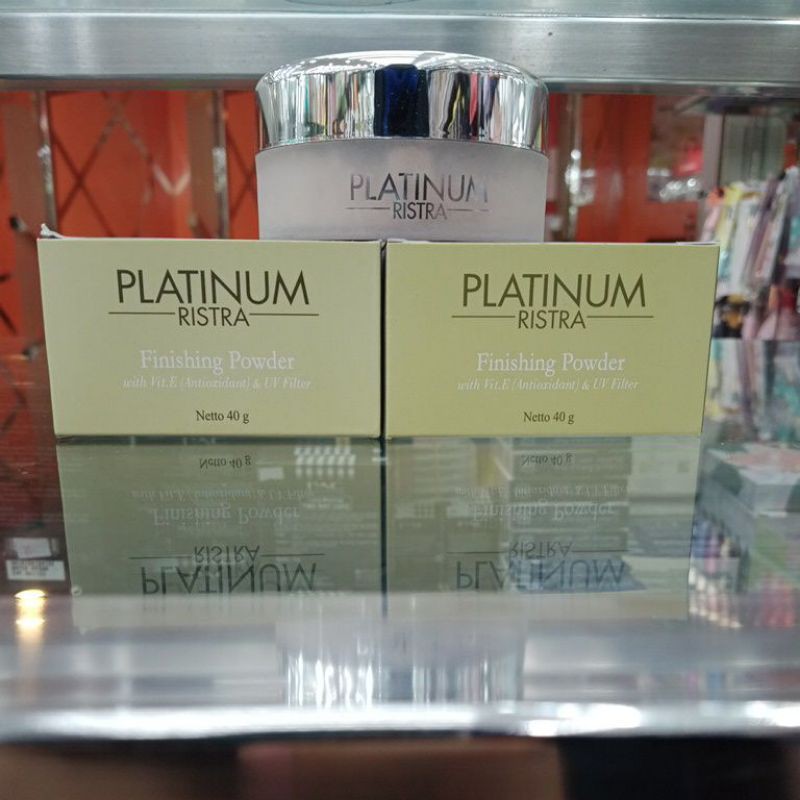 PLATINUM
RISTRA
PLATINUM
RISTRA
Finishing Powder
with Vit.E (Antioxidant) & UV Filter
Netto 40 g
PLATINUM
RISTRA
Finishing Powder
with Vit.E (Antioxidant) & UV Filter
Netto 40 g